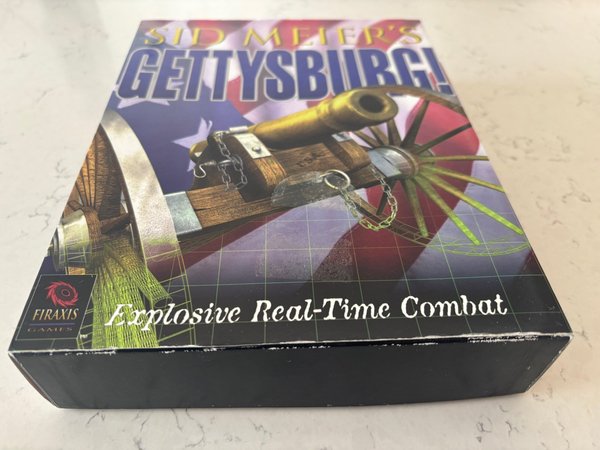 SID MEIER'S
GETTYSBURG!
FIRAXIS
GAMES
Explosive Real-Time Combat